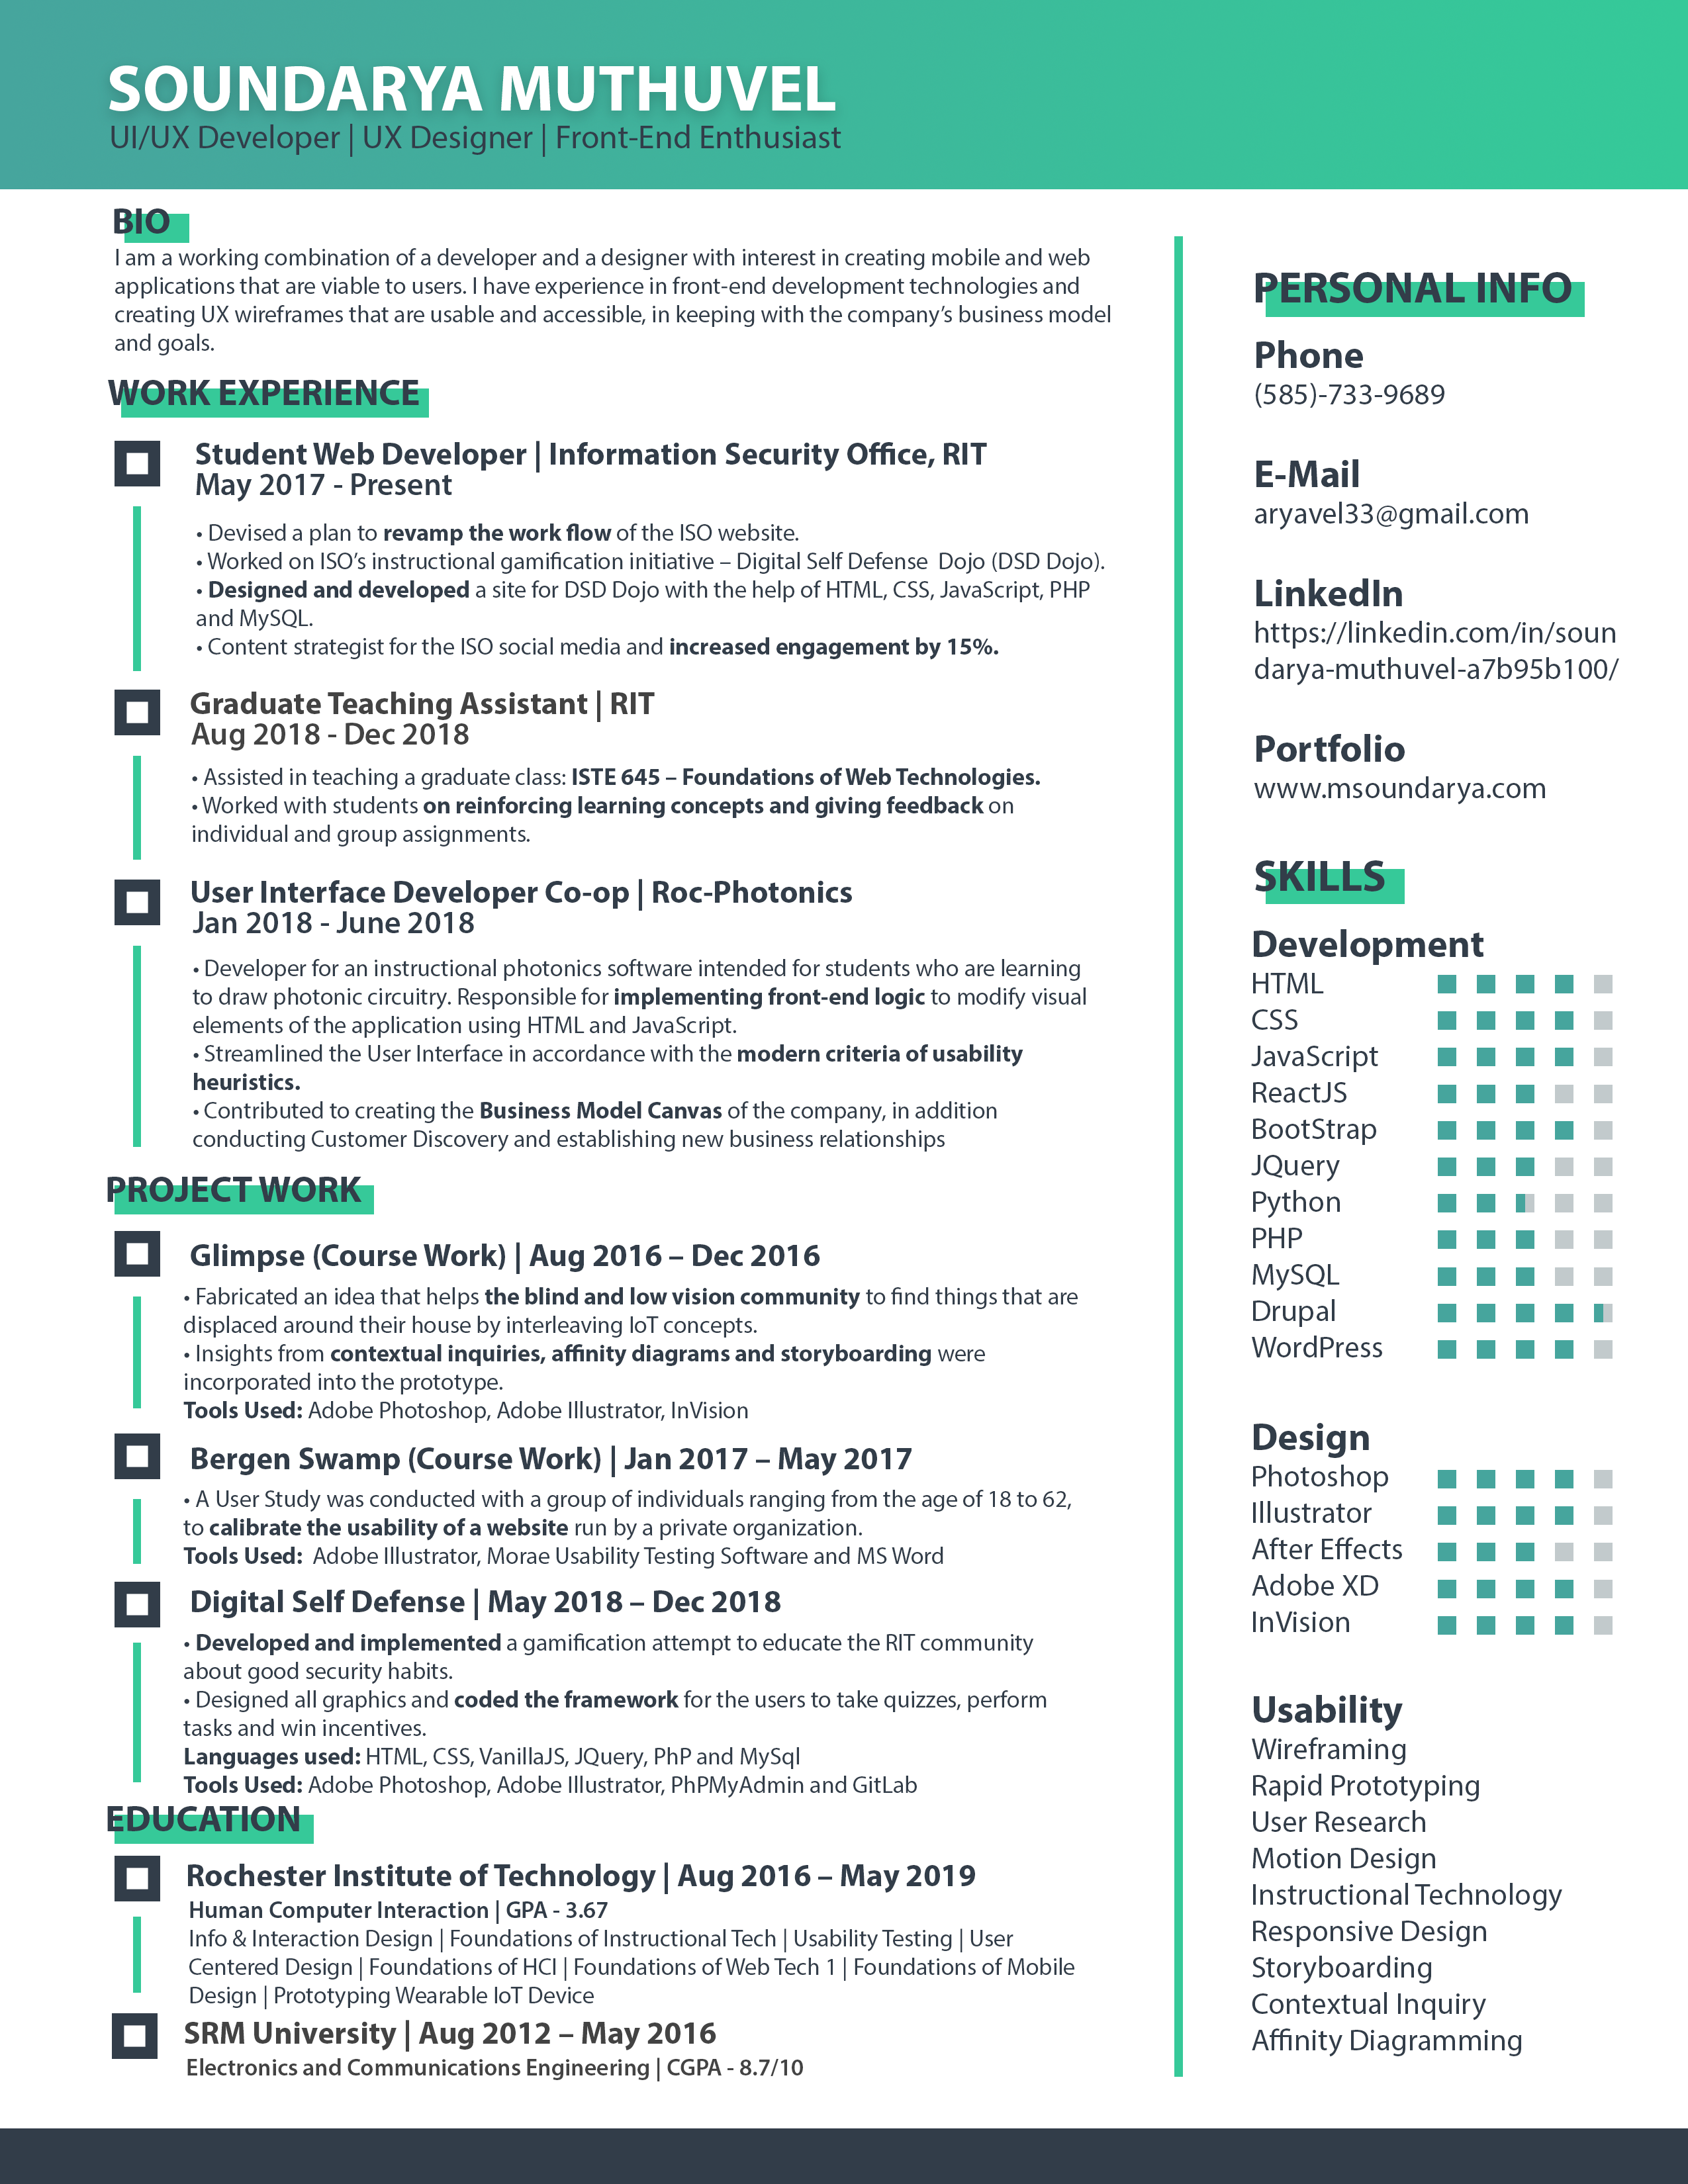 SOUNDARYA MUTHUVEL
UI/UX Developer | UX Designer | Front-End Enthusiast
BIO
I am a working combination of a developer and a designer with interest in creating mobile and web
applications that are viable to users. I have experience in front-end development technologies and
creating UX wireframes that are usable and accessible, in keeping with the company’s business model
and goals.
WORK EXPERIENCE
Student Web Developer | Information Security Office, RIT
May 2017 - Present
• Devised a plan to revamp the work flow of the ISO website.
• Worked on ISO’s instructional gamification initiative – Digital Self Defense  Dojo (DSD Dojo).
• Designed and developed a site for DSD Dojo with the help of HTML, CSS, JavaScript, PHP
and MySQL.
• Content strategist for the ISO social media and increased engagement by 15%.
Graduate Teaching Assistant | RIT
Aug 2018 - Dec 2018
• Assisted in teaching a graduate class: ISTE 645 – Foundations of Web Technologies.
• Worked with students on reinforcing learning concepts and giving feedback on
individual and group assignments.
User Interface Developer Co-op | Roc-Photonics
Jan 2018 - June 2018
• Developer for an instructional photonics software intended for students who are learning
to draw photonic circuitry. Responsible for implementing front-end logic to modify visual
elements of the application using HTML and JavaScript.
• Streamlined the User Interface in accordance with the modern criteria of usability
heuristics.
• Contributed to creating the Business Model Canvas of the company, in addition
conducting Customer Discovery and establishing new business relationships
PROJECT WORK
Glimpse (Course Work) | Aug 2016 – Dec 2016
• Fabricated an idea that helps the blind and low vision community to find things that are
displaced around their house by interleaving IoT concepts.
• Insights from contextual inquiries, affinity diagrams and storyboarding were
incorporated into the prototype.
Tools Used: Adobe Photoshop, Adobe Illustrator, InVision
Bergen Swamp (Course Work) | Jan 2017 – May 2017
• A User Study was conducted with a group of individuals ranging from the age of 18 to 62,
to calibrate the usability of a website run by a private organization.
Tools Used:  Adobe Illustrator, Morae Usability Testing Software and MS Word
Digital Self Defense | May 2018 – Dec 2018
• Developed and implemented a gamification attempt to educate the RIT community
about good security habits.
• Designed all graphics and coded the framework for the users to take quizzes, perform
tasks and win incentives.
Languages used: HTML, CSS, VanillaJS, JQuery, PhP and MySql
Tools Used: Adobe Photoshop, Adobe Illustrator, PhPMyAdmin and GitLab
EDUCATION
Rochester Institute of Technology | Aug 2016 – May 2019
Human Computer Interaction | GPA - 3.67
Info & Interaction Design | Foundations of Instructional Tech | Usability Testing | User
Centered Design | Foundations of HCI | Foundations of Web Tech 1 | Foundations of Mobile
Design | Prototyping Wearable IoT Device
SRM University | Aug 2012 – May 2016
Electronics and Communications Engineering | CGPA - 8.7/10
PERSONAL INFO
Phone
(585)-733-9689
E-Mail
aryavel33@gmail.com
LinkedIn
https://linkedin.com/in/soun
darya-muthuvel-a7b95b100/
Portfolio
www.msoundarya.com
SKILLS
Development
HTML
CSS
JavaScript
ReactJS
BootStrap
JQuery
Python
PHP
MySQL
Drupal
WordPress
Design
Photoshop
Illustrator
After Effects
Adobe XD
InVision
Usability
Wireframing
Rapid Prototyping
User Research
Motion Design
Instructional Technology
Responsive Design
Storyboarding
Contextual Inquiry
Affinity Diagramming